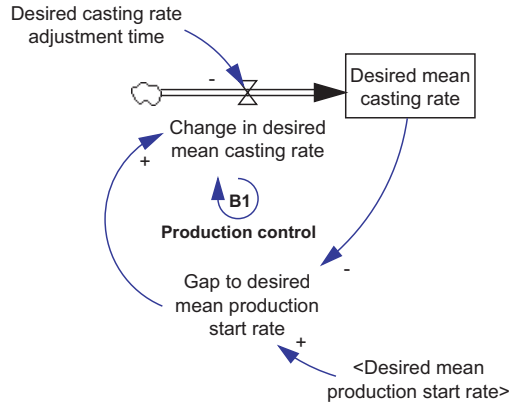 Desired casting rate
adjustment time
-
Desired mean
casting rate
Change in desired
mean casting rate
+
B1
Production control
-
Gap to desired
mean production
start rate
+
<Desired mean
production start rate>